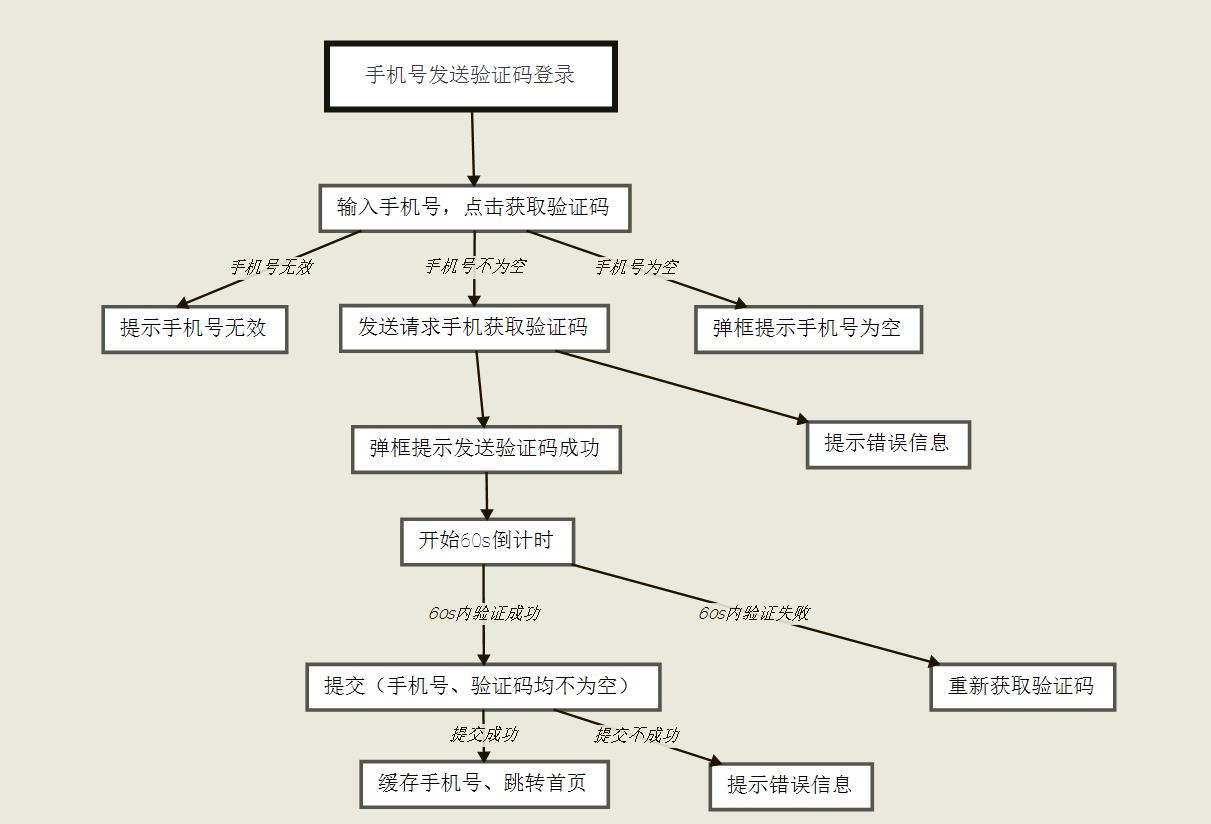 手机号发送验证码登录
输入手机号，点击获取验证码
手机号无效
手机号不为空
手机号为空
提示手机号无效
发送请求手机获取验证码
弹框提示手机号为空
弹框提示发送验证码成功
提示错误信息
开始60s倒计时
60s内验证成功
60s内验证失败
提交（手机号、验证码均不为空）
重新获取验证码
提交成功
提交不成功
缓存手机号、跳转首页
提示错误信息